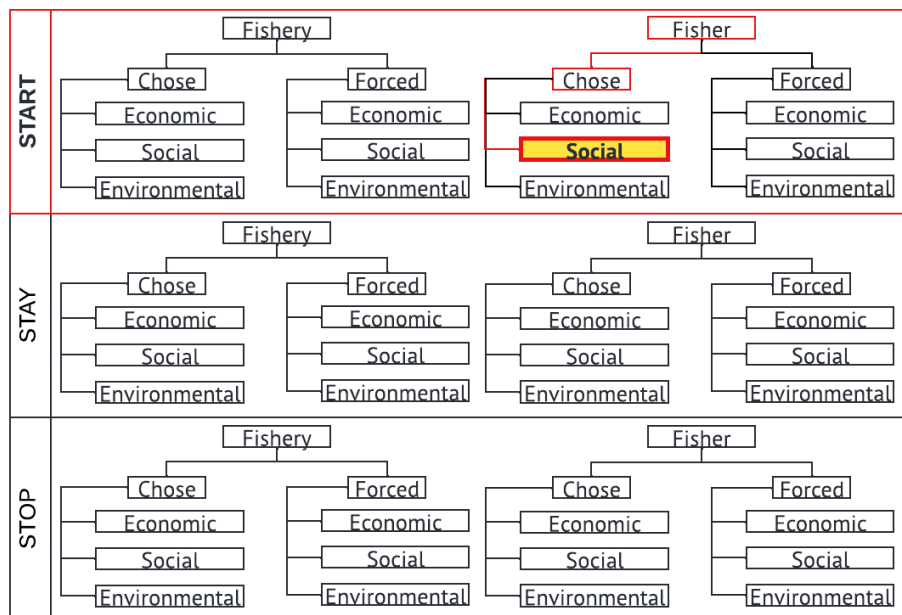 START
Fishery Fisher
Chose Forced Chose Forced
Economic Economic Economic Economic
Social Social Social Social
Environmental Environmental Environmental Environmental
STAY
Fishery Fisher
Chose Forced Chose Forced
Economic Economic Economic Economic
Social Social Social Social
Environmental Environmental Environmental Environmental
STOP
Fishery Fisher
Chose Forced Chose Forced
Economic Economic Economic Economic
Social Social Social Social
Environmental Environmental Environmental Environmental